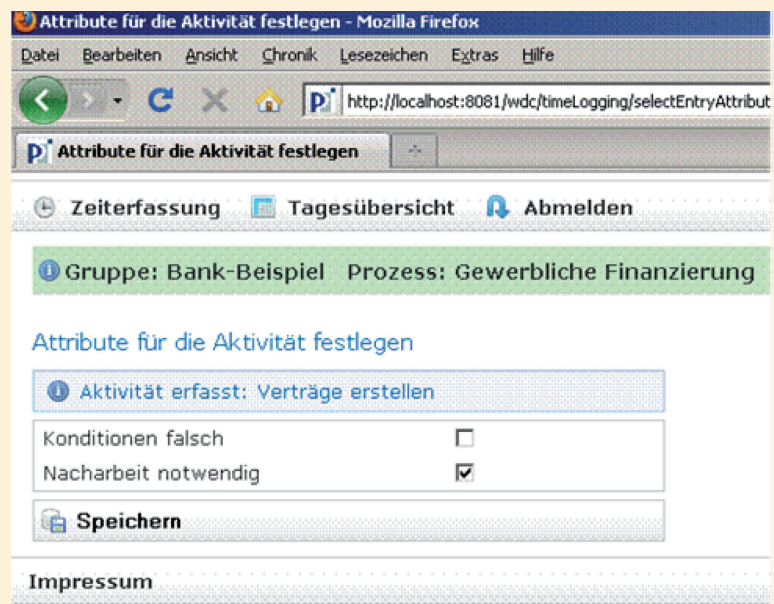 Attribute für die Aktivität festlegen - Mozilla Firefox
Datei Bearbeiten Ansicht Chronik Lesezeichen Extras Hilfe
http://localhost:8081/wdc/timeLogging/selectEntryAttribut
Attribute für die Aktivität festlegen
Zeiterfassung Tagesübersicht Abmelden
Gruppe: Bank-Beispiel Prozess: Gewerbliche Finanzierung
Attribute für die Aktivität festlegen
Aktivität erfasst: Verträge erstellen
Konditionen falsch
Nacharbeit notwendig
Speichern
Impressum